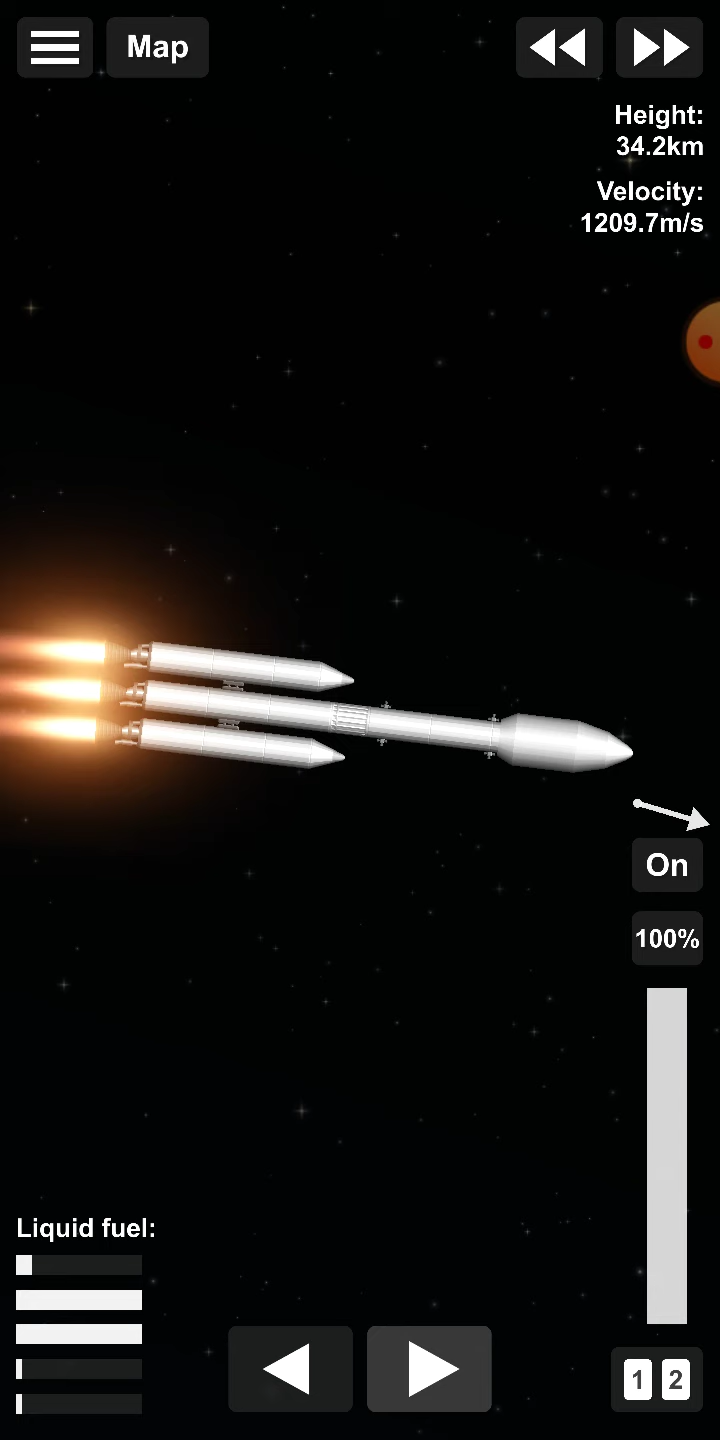 Map
Height:
34.2km
Velocity:
1209.7m/s
On
100%
Liquid fuel:
1 2